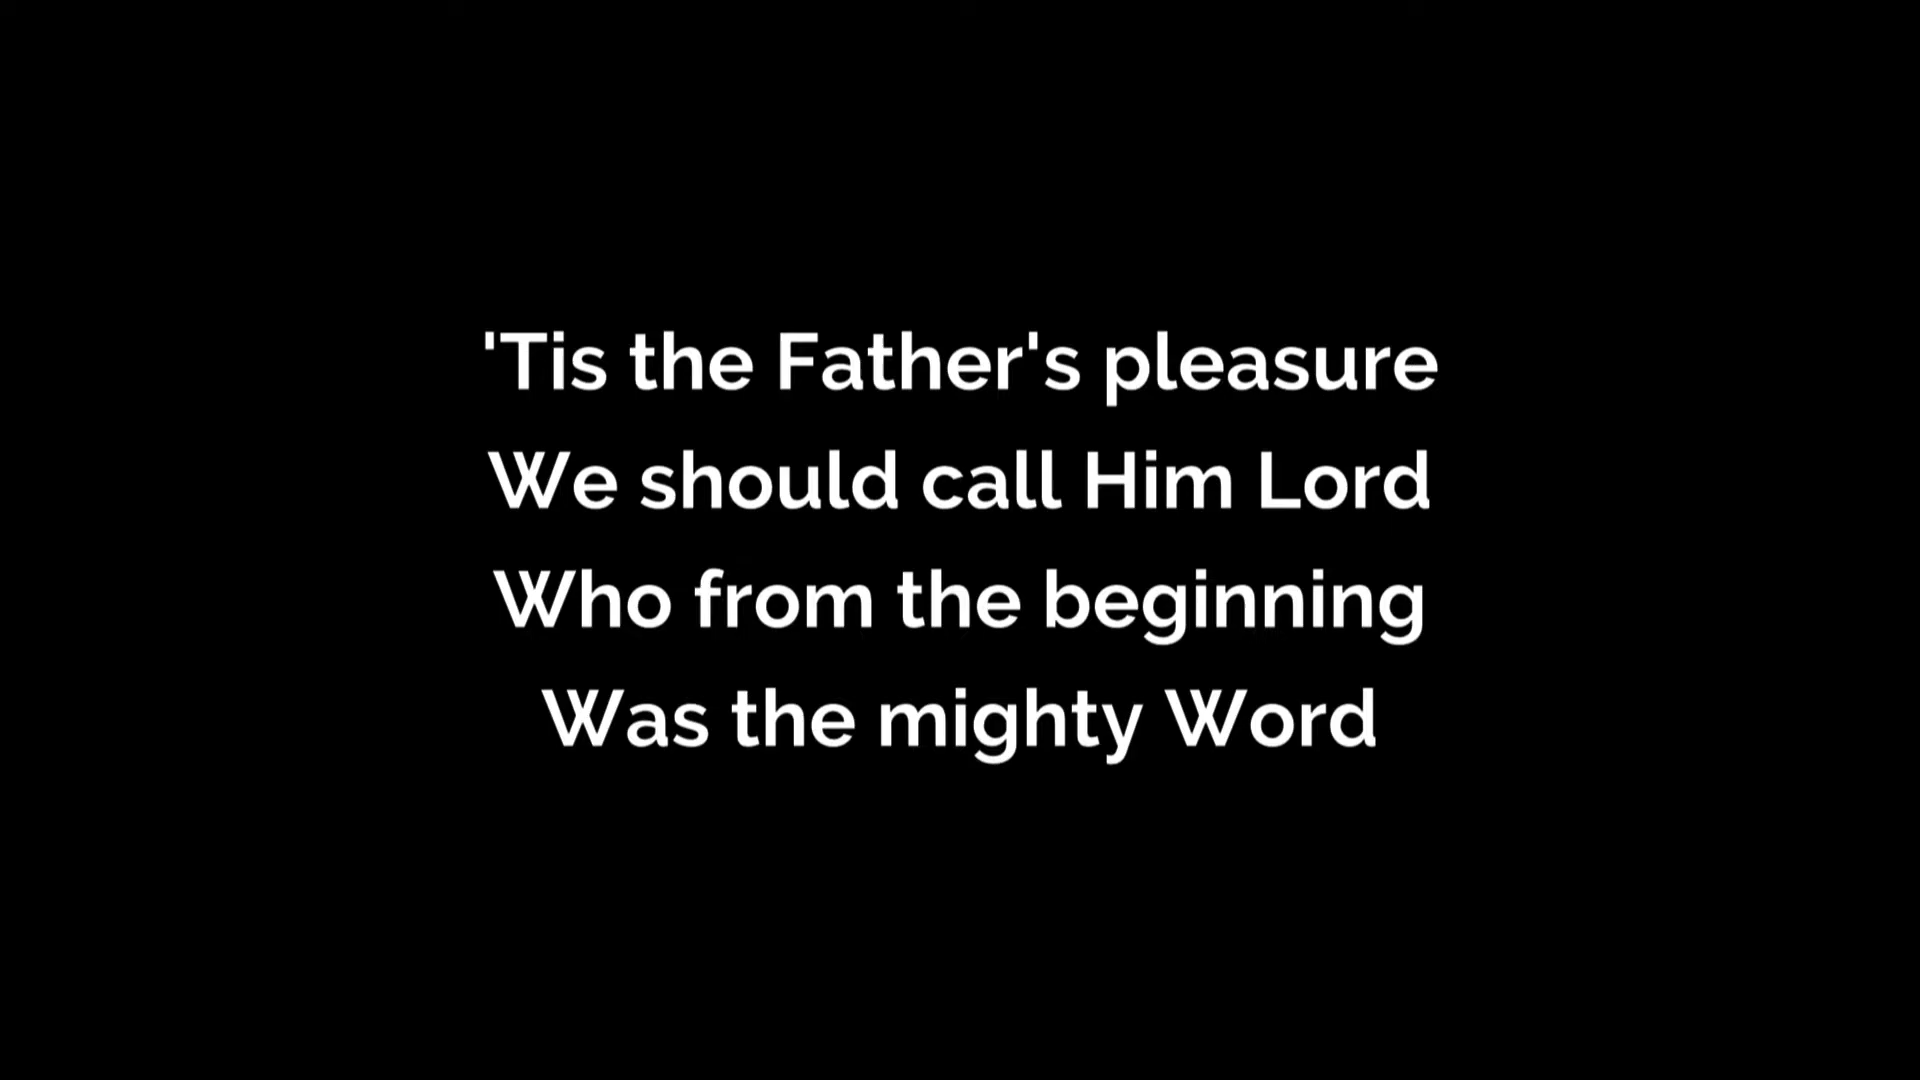 'Tis the Father's pleasure
We should call Him Lord
Who from the beginning
Was the mighty Word